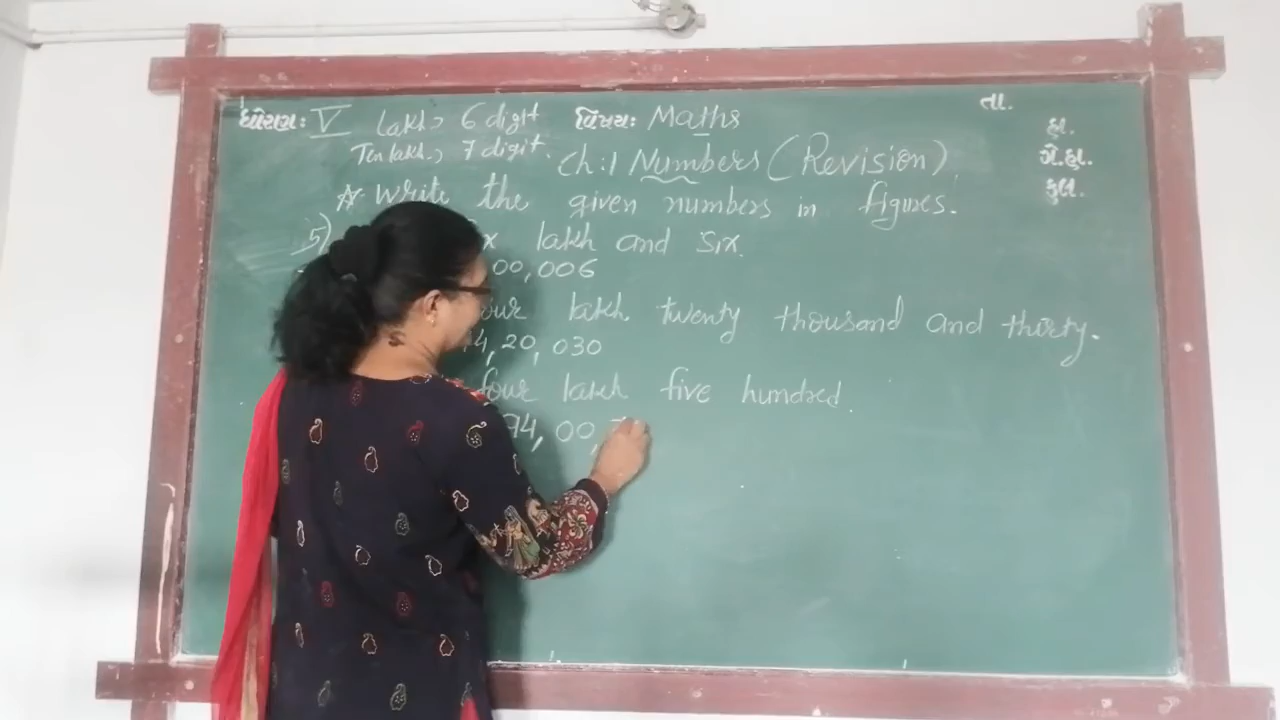 ધોરણ: V Lakh → 6 digit વિષય: Maths તા.
Ten lakh → 7 digit. હા.
Ch:1 Numbers (Revision) ગે.હા.
કુલ.
☆ Write the given numbers in figures.
5) lakh and six.
00,006
lakh twenty thousand and thirty.
4,20,030
four lakh five hundred.
94,00,